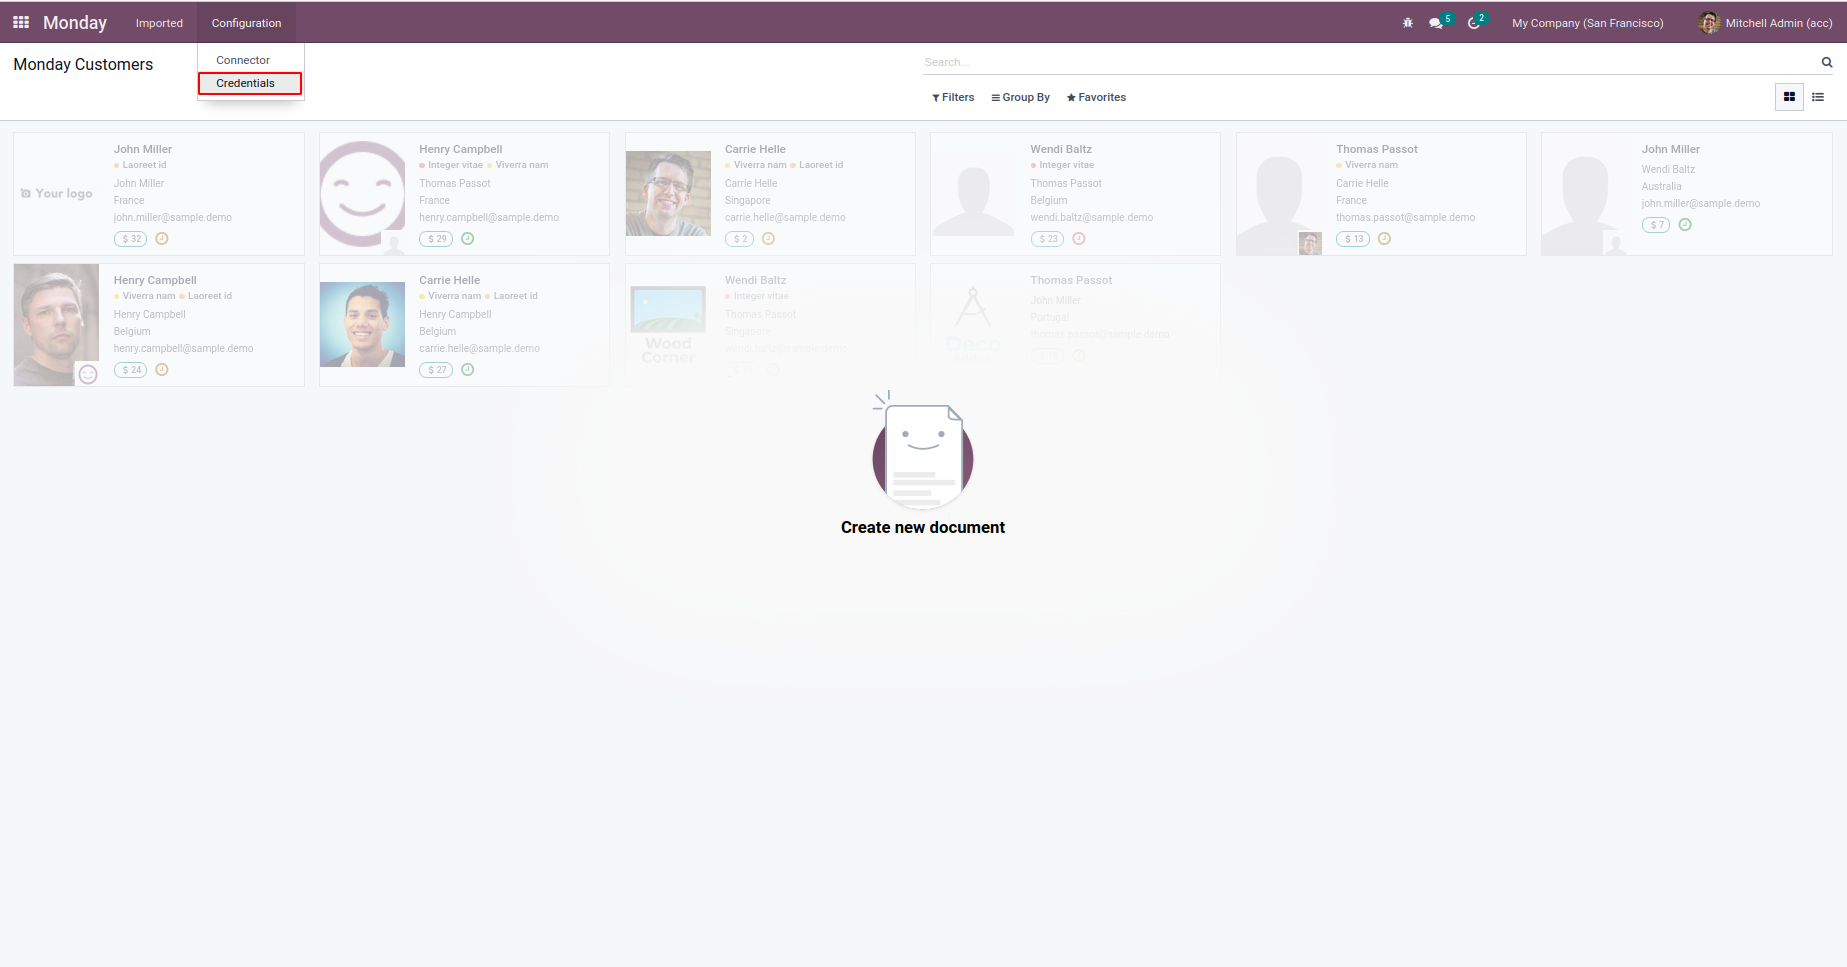 Monday Imported Configuration 5 2 My Company (San Francisco) Mitchell Admin (acc)
Monday Customers
Connector
Credentials
Search...
Filters Group By Favorites
John Miller
Laoreet id
John Miller
France
john.miller@sample.demo
$ 32
Your logo
Henry Campbell
Integer vitae Viverra nam
Thomas Passot
France
henry.campbell@sample.demo
$ 29
Carrie Helle
Viverra nam Laoreet id
Carrie Helle
Singapore
carrie.helle@sample.demo
$ 2
Wendi Baltz
Integer vitae
Thomas Passot
Belgium
wendi.baltz@sample.demo
$ 23
Thomas Passot
Viverra nam
Carrie Helle
France
thomas.passot@sample.demo
$ 13
John Miller
Wendi Baltz
Australia
john.miller@sample.demo
$ 7
Henry Campbell
Viverra nam Laoreet id
Henry Campbell
Belgium
henry.campbell@sample.demo
$ 24
Carrie Helle
Viverra nam Laoreet id
Henry Campbell
Belgium
carrie.helle@sample.demo
$ 27
Wendi Baltz
Integer vitae
Thomas Passot
Singapore
wendi.baltz@sample.demo
Wood
Corner
Thomas Passot
John Miller
Portugal
thomas.passot@sample.demo
Deco
Create new document